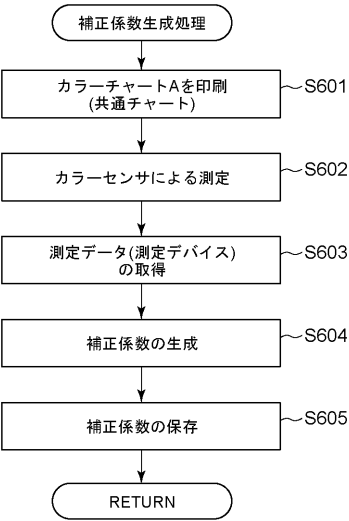 補正係数生成処理
カラーチャートAを印刷
(共通チャート)
S601
カラーセンサによる測定
S602
測定データ(測定デバイス)
の取得
S603
補正係数の生成
S604
補正係数の保存
S605
RETURN